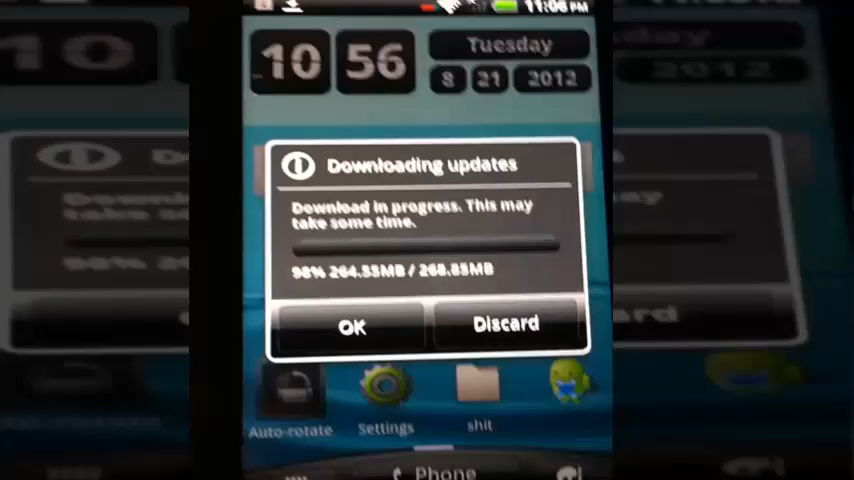 11:06 PM
10 56
Tuesday
8 21 2012
Downloading updates
Download in progress. This may
take some time.
98% 264.55MB / 268.85MB
OK
Discard
Auto-rotate
Settings
shit
Phone